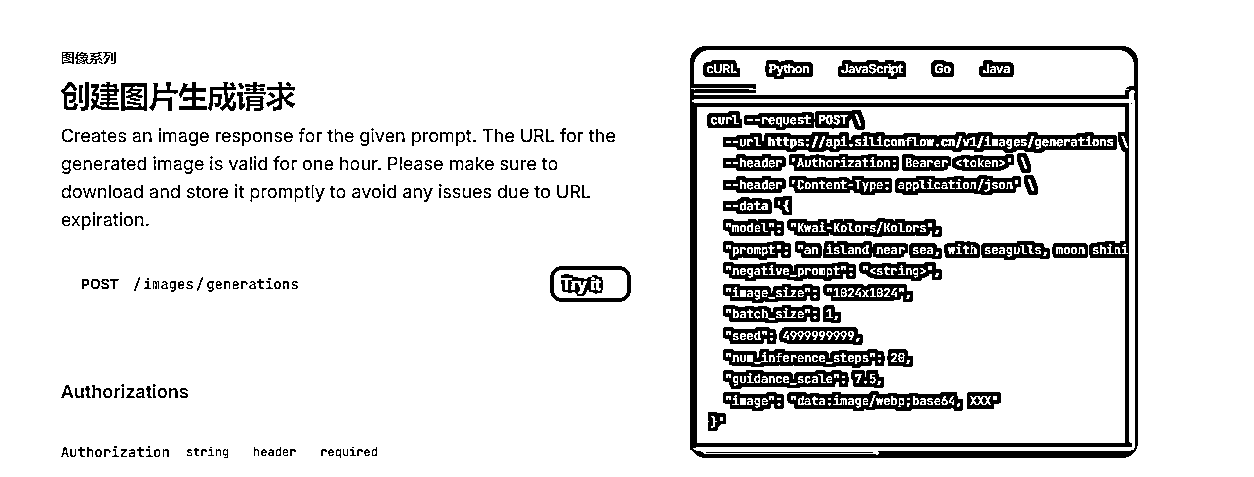 图像系列
创建图片生成请求
Creates an image response for the given prompt. The URL for the
generated image is valid for one hour. Please make sure to
download and store it promptly to avoid any issues due to URL
expiration.
POST /images/generations
Try it
Authorizations
Authorization string header required
cURL Python JavaScript Go Java
curl --request POST \
--url https://api.siliconflow.cn/v1/images/generations \
--header 'Authorization: Bearer <token>' \
--header 'Content-Type: application/json' \
--data '{
"model": "Kwai-Kolors/Kolors",
"prompt": "an island near sea, with seagulls, moon shini
"negative_prompt": "<string>",
"image_size": "1024x1024",
"batch_size": 1,
"seed": 4999999999,
"num_inference_steps": 20,
"guidance_scale": 7.5,
"image": "data:image/webp;base64, XXX"
}'